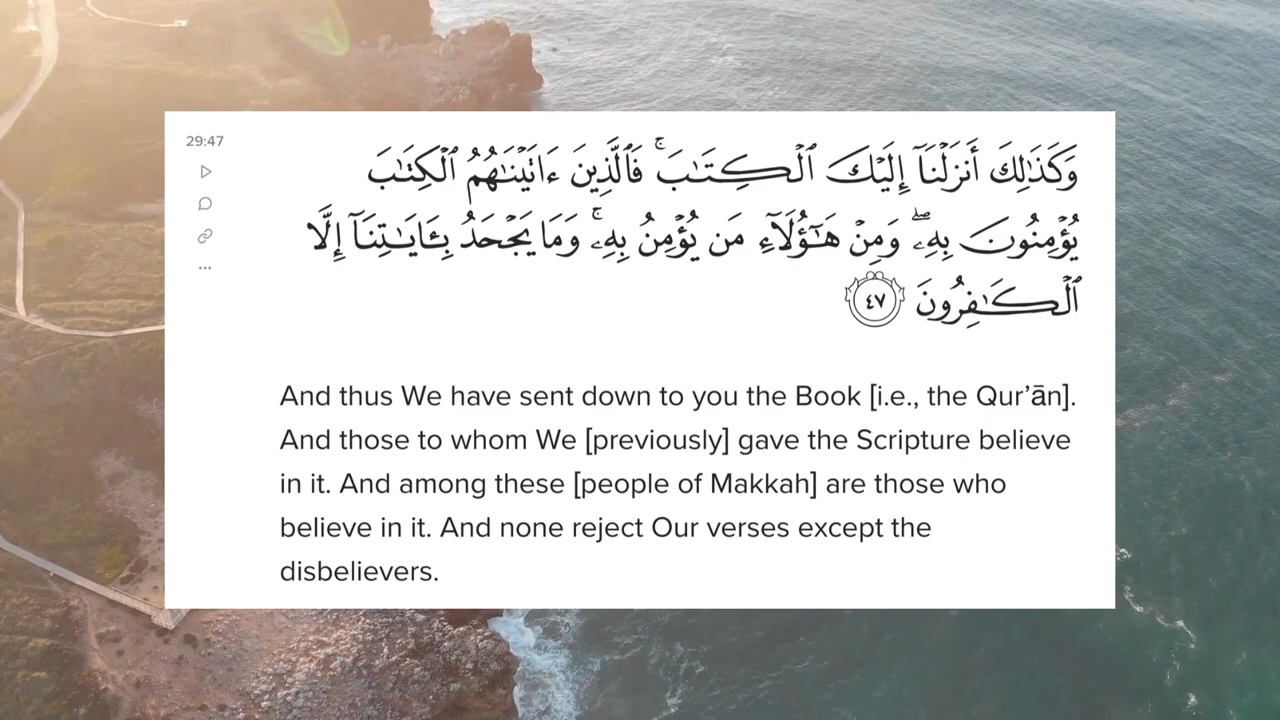 29:47
وَكَذَٰلِكَ أَنزَلْنَآ إِلَيْكَ ٱلْكِتَـٰبَ ۚ فَٱلَّذِينَ ءَاتَيْنَـٰهُمُ ٱلْكِتَـٰبَ
يُؤْمِنُونَ بِهِۦ ۖ وَمِنْ هَـٰٓؤُلَآءِ مَن يُؤْمِنُ بِهِۦ ۚ وَمَا يَجْحَدُ بِـَٔايَـٰتِنَآ إِلَّا
ٱلْكَـٰفِرُونَ ٤٧
And thus We have sent down to you the Book [i.e., the Qur’ān].
And those to whom We [previously] gave the Scripture believe
in it. And among these [people of Makkah] are those who
believe in it. And none reject Our verses except the
disbelievers.